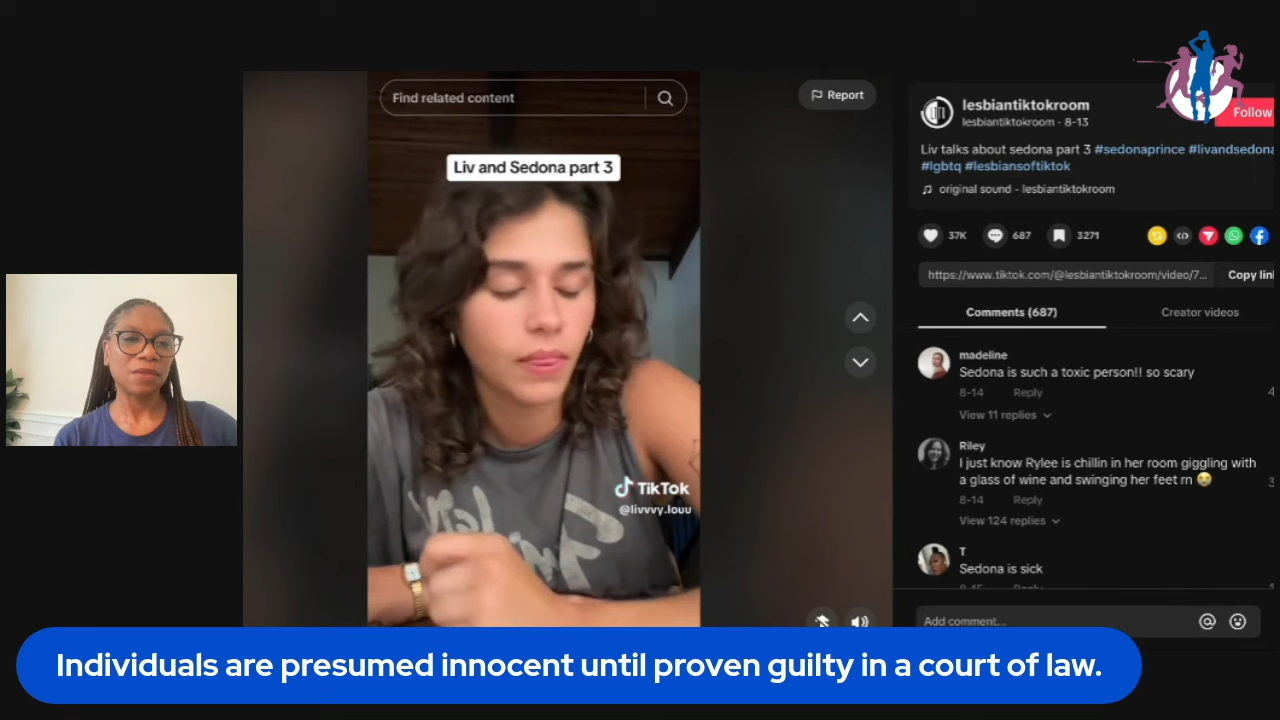 Find related content
Report
Liv and Sedona part 3
TikTok
@livvvy.louu
lesbiantiktokroom
lesbiantiktokroom · 8-13
Follow
Liv talks about sedona part 3 #sedonaprince #livandsedona
#lgbtq #lesbiansoftiktok
original sound - lesbiantiktokroom
37K 687 3271
https://www.tiktok.com/@lesbiantiktokroom/video/7...
Copy link
Comments (687) Creator videos
madeline
Sedona is such a toxic person!! so scary
8-14 Reply
View 11 replies
Riley
I just know Rylee is chillin in her room giggling with
a glass of wine and swinging her feet rn 😭
8-14 Reply
View 124 replies
T
Sedona is sick
Add comment...
Individuals are presumed innocent until proven guilty in a court of law.